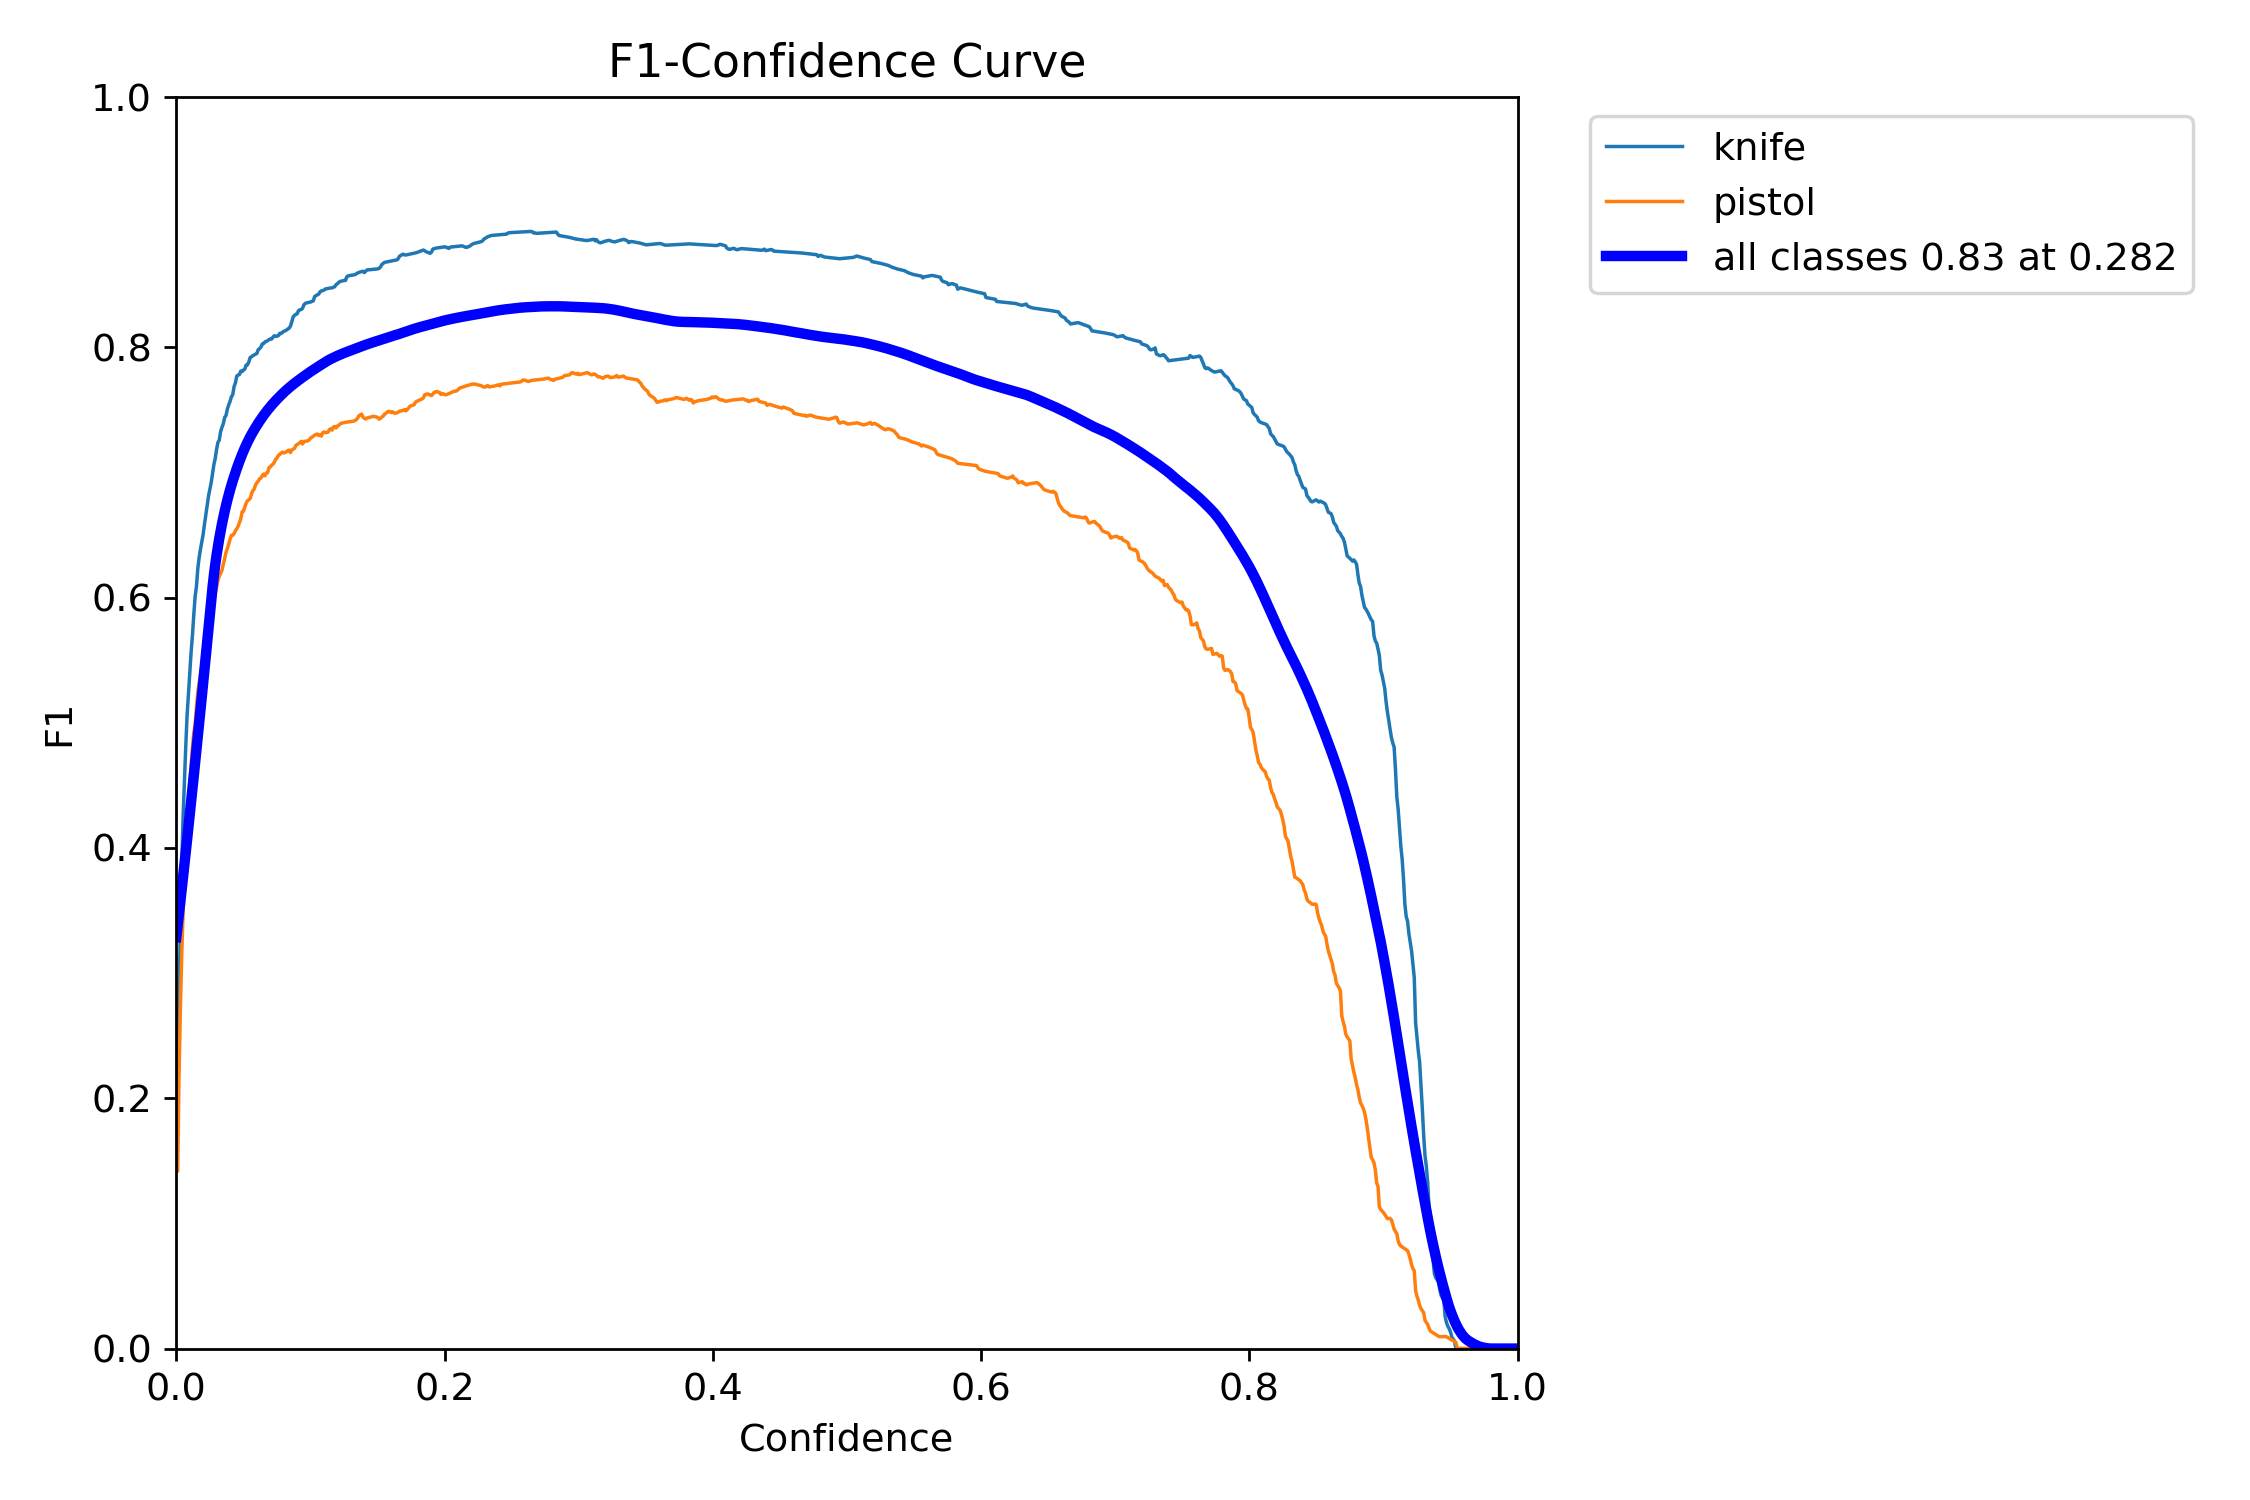 F1-Confidence Curve
1.0
0.8
0.6
0.4
0.2
0.0
F1
0.0 0.2 0.4 0.6 0.8 1.0
Confidence
knife
pistol
all classes 0.83 at 0.282